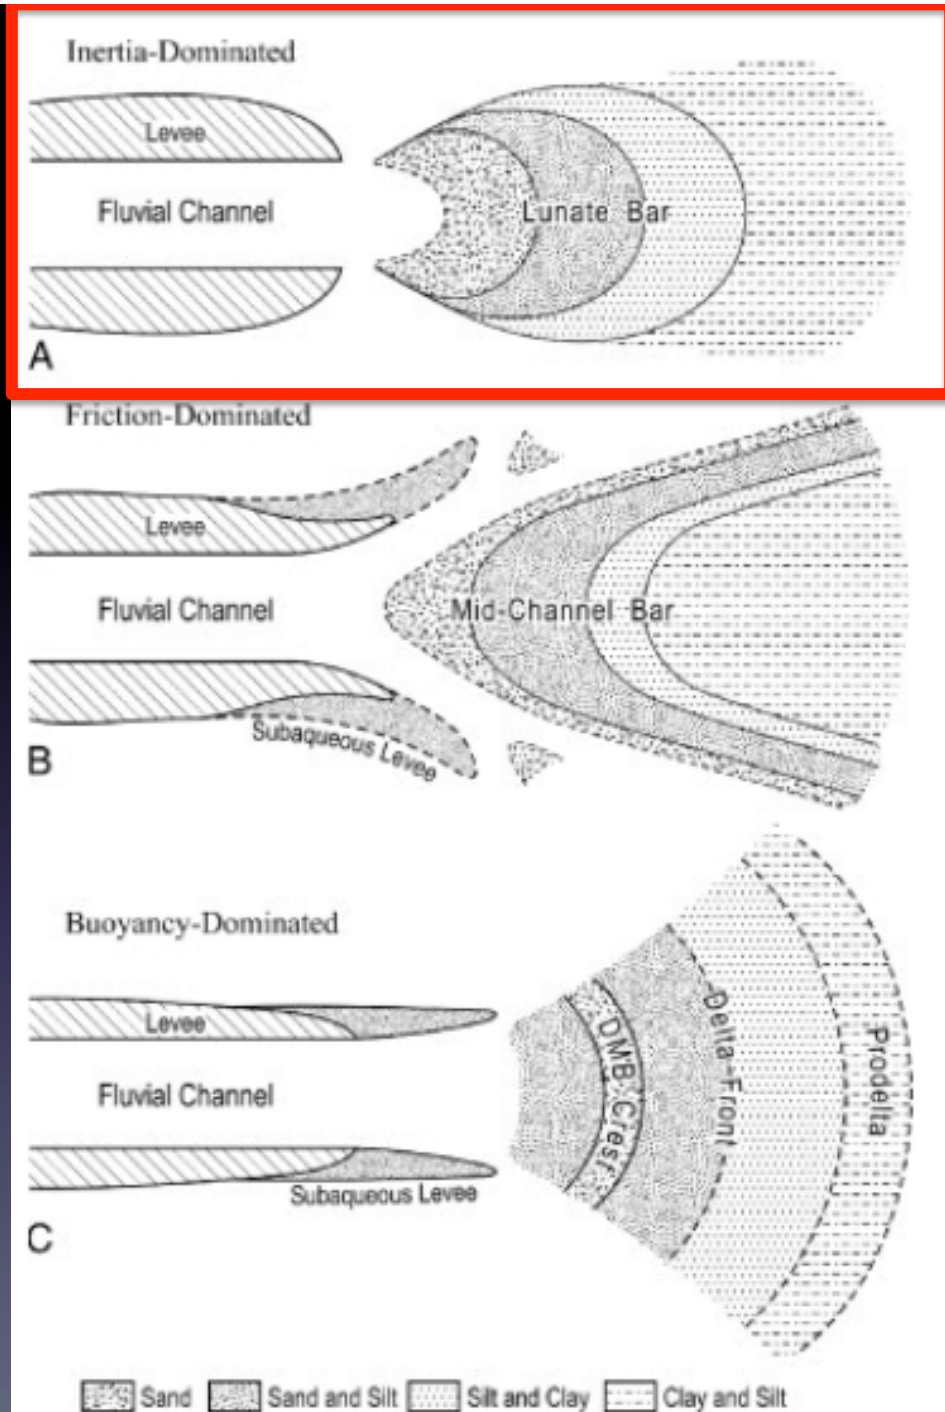 Inertia-Dominated
Levee
Fluvial Channel
Lunate Bar
A
Friction-Dominated
Levee
Fluvial Channel
Mid-Channel Bar
Subaqueous Levee
B
Buoyancy-Dominated
Levee
Fluvial Channel
DMB Crest
Delta-Front
Prodelta
Subaqueous Levee
C
Sand Sand and Silt Silt and Clay Clay and Silt